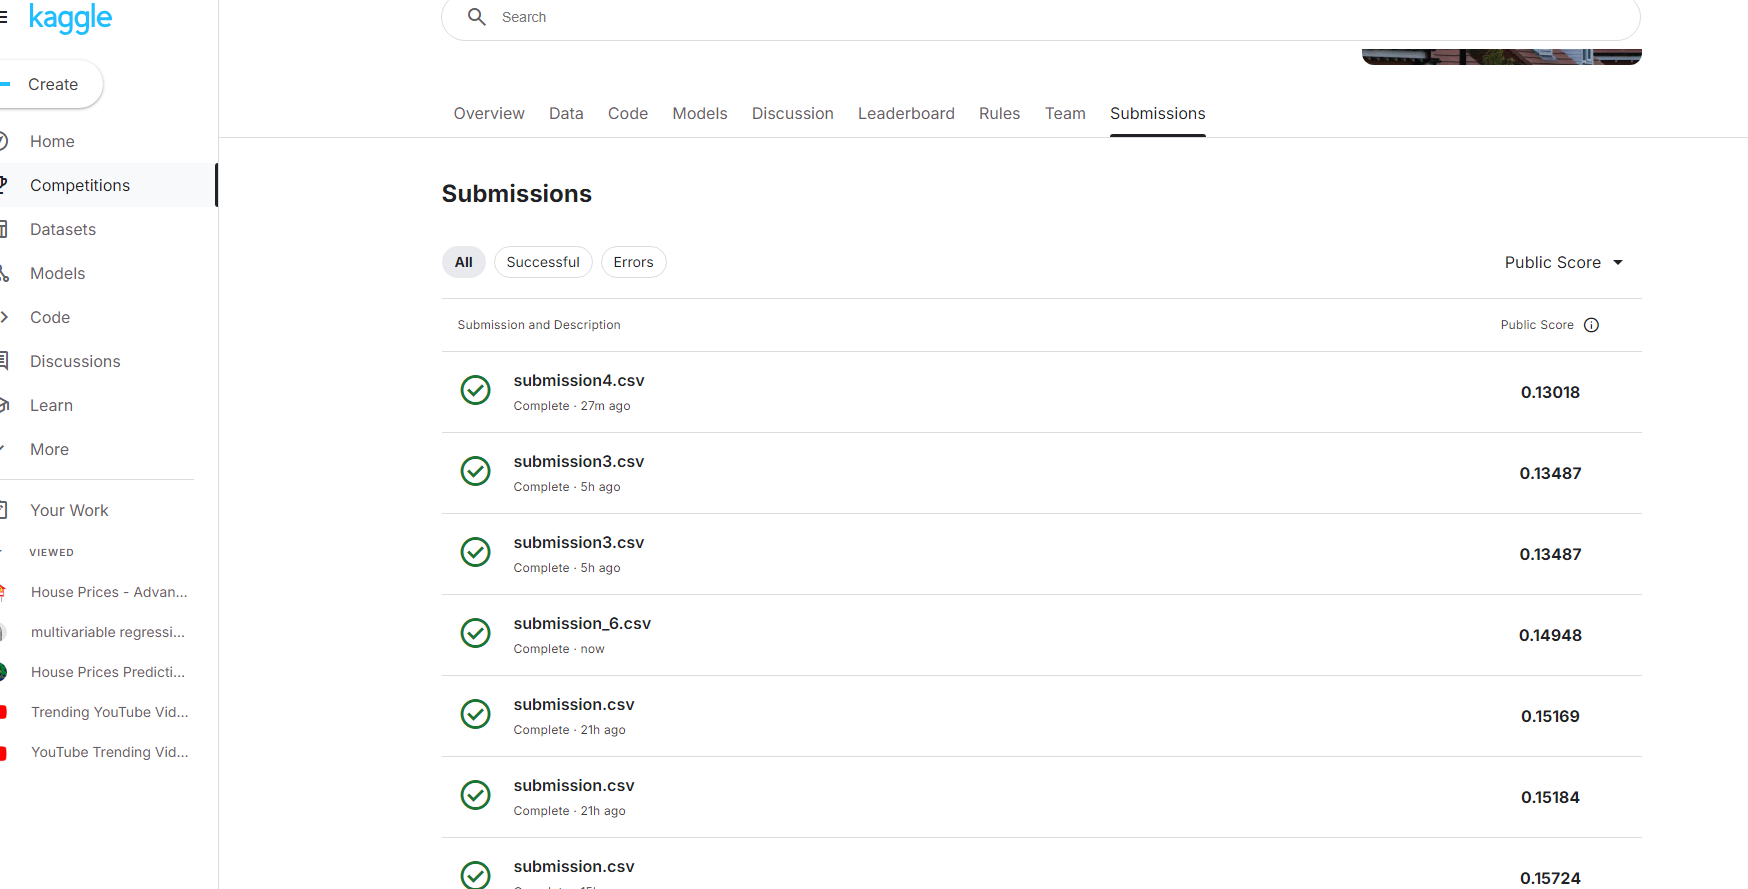 kaggle
Search
Create
Home
Competitions
Datasets
Models
Code
Discussions
Learn
More
Your Work
VIEWED
House Prices - Advan...
multivariable regressi...
House Prices Predicti...
Trending YouTube Vid...
YouTube Trending Vid...
Overview Data Code Models Discussion Leaderboard Rules Team Submissions
Submissions
All Successful Errors
Public Score
Submission and Description Public Score
submission4.csv
Complete · 27m ago
0.13018
submission3.csv
Complete · 5h ago
0.13487
submission3.csv
Complete · 5h ago
0.13487
submission_6.csv
Complete · now
0.14948
submission.csv
Complete · 21h ago
0.15169
submission.csv
Complete · 21h ago
0.15184
submission.csv
0.15724